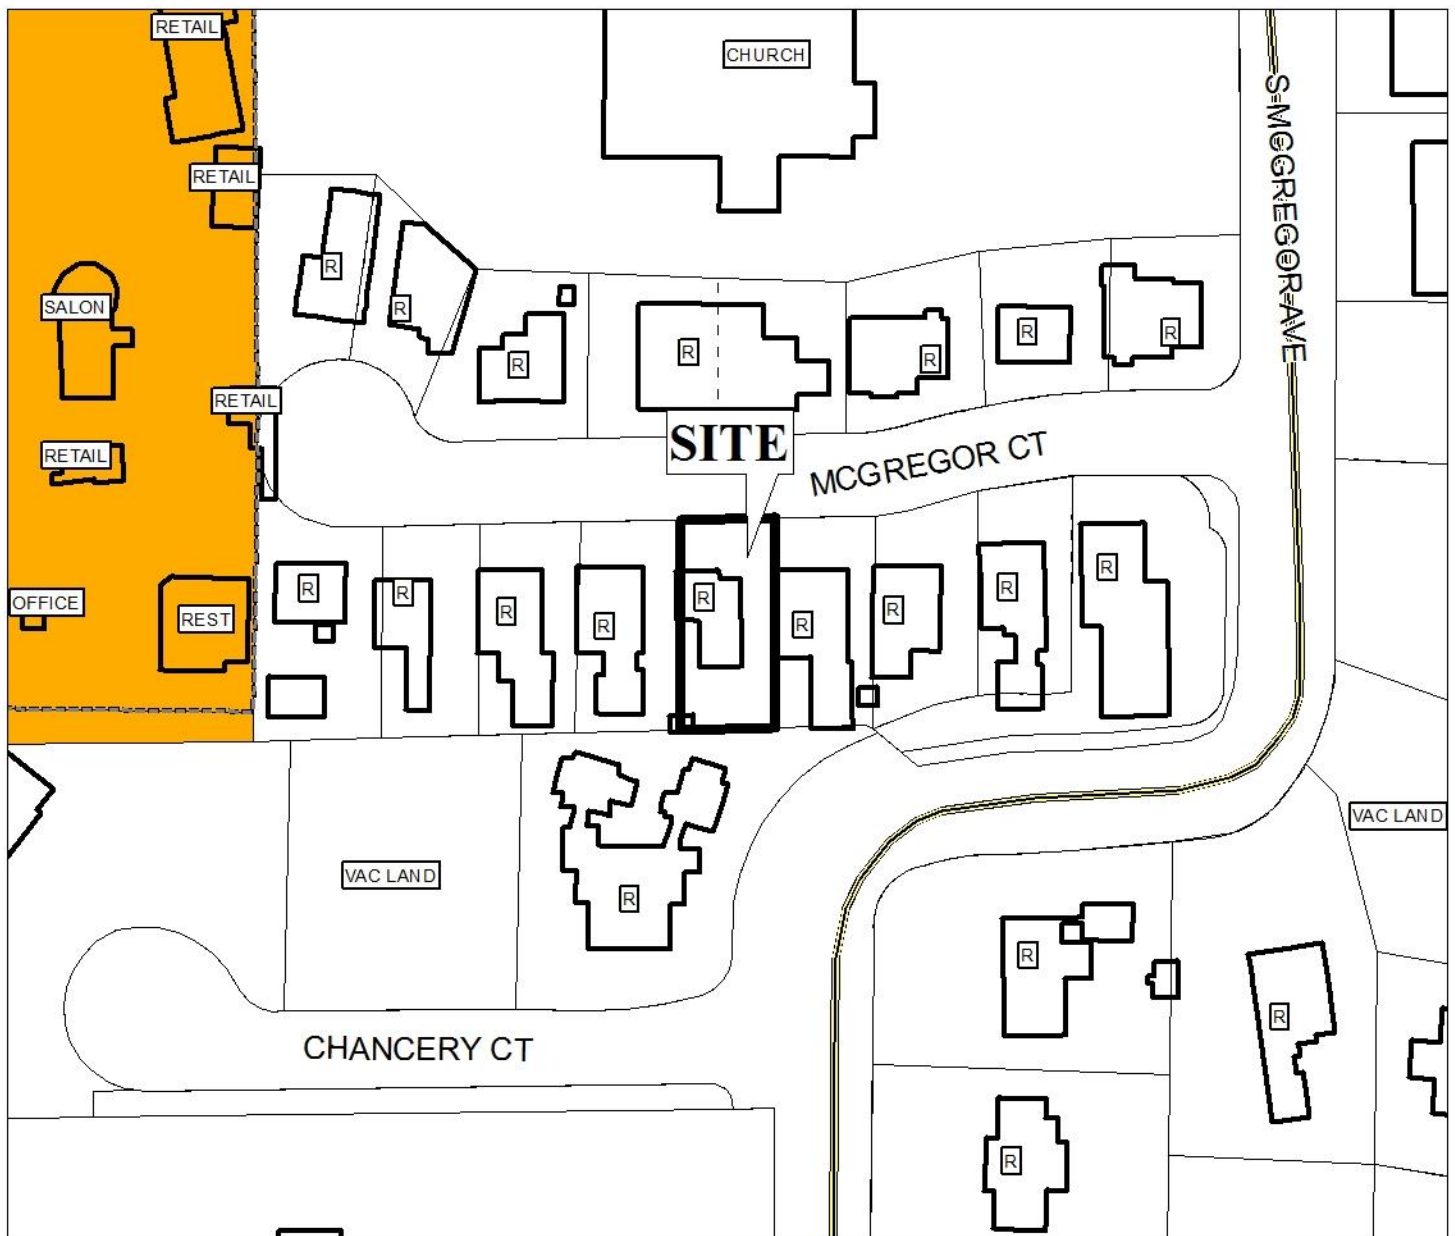 RETAIL
CHURCH
S MCGREGOR AVE
RETAIL
R
R
SALON
R
R
R
R
R
RETAIL
SITE
MCGREGOR CT
RETAIL
OFFICE
REST
R
R
R
R
R
R
R
R
R
VAC LAND
VAC LAND
R
R
R
CHANCERY CT
R